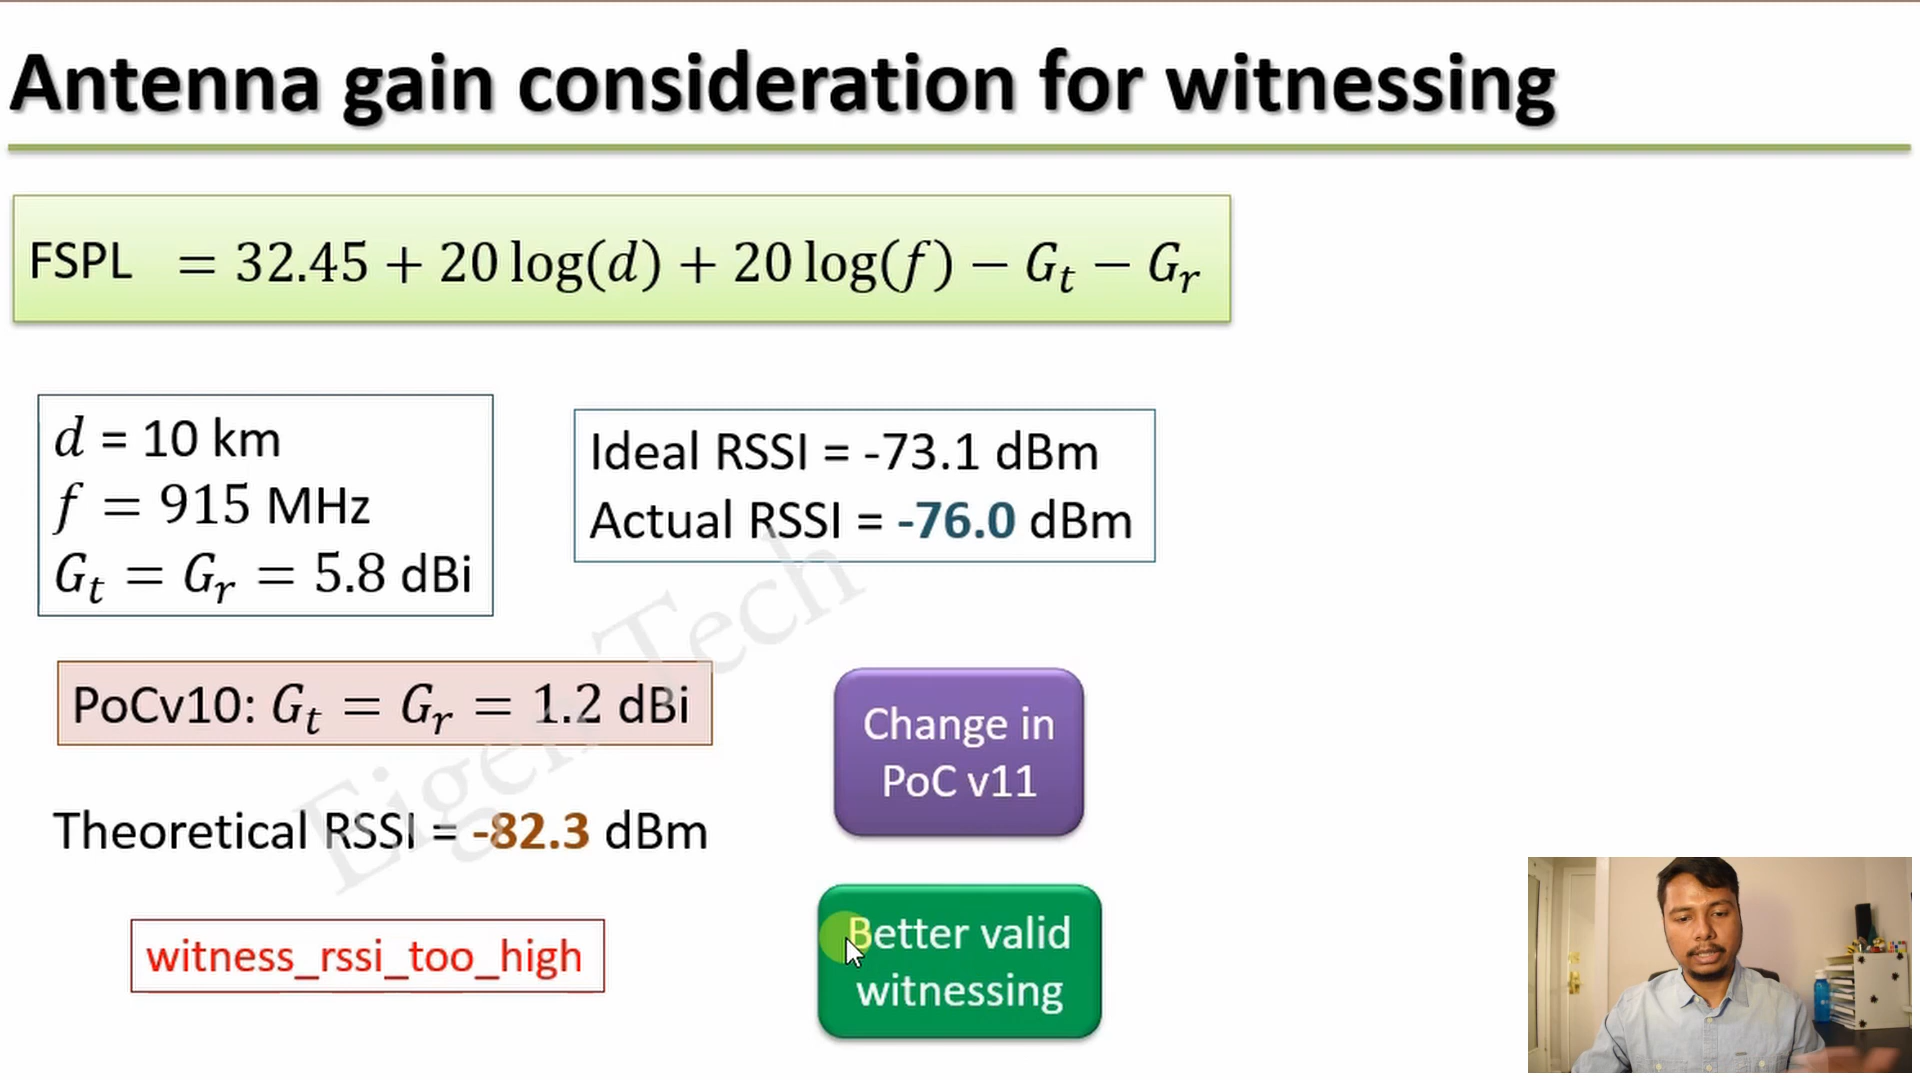 Antenna gain consideration for witnessing
FSPL = 32.45 + 20 log(d) + 20 log(f) − Gₜ − Gᵣ
d = 10 km
f = 915 MHz
Gₜ = Gᵣ = 5.8 dBi
Ideal RSSI = -73.1 dBm
Actual RSSI = -76.0 dBm
PoCv10: Gₜ = Gᵣ = 1.2 dBi
Theoretical RSSI = -82.3 dBm
witness_rssi_too_high
Change in
PoC v11
Better valid
witnessing
Eigen Tech